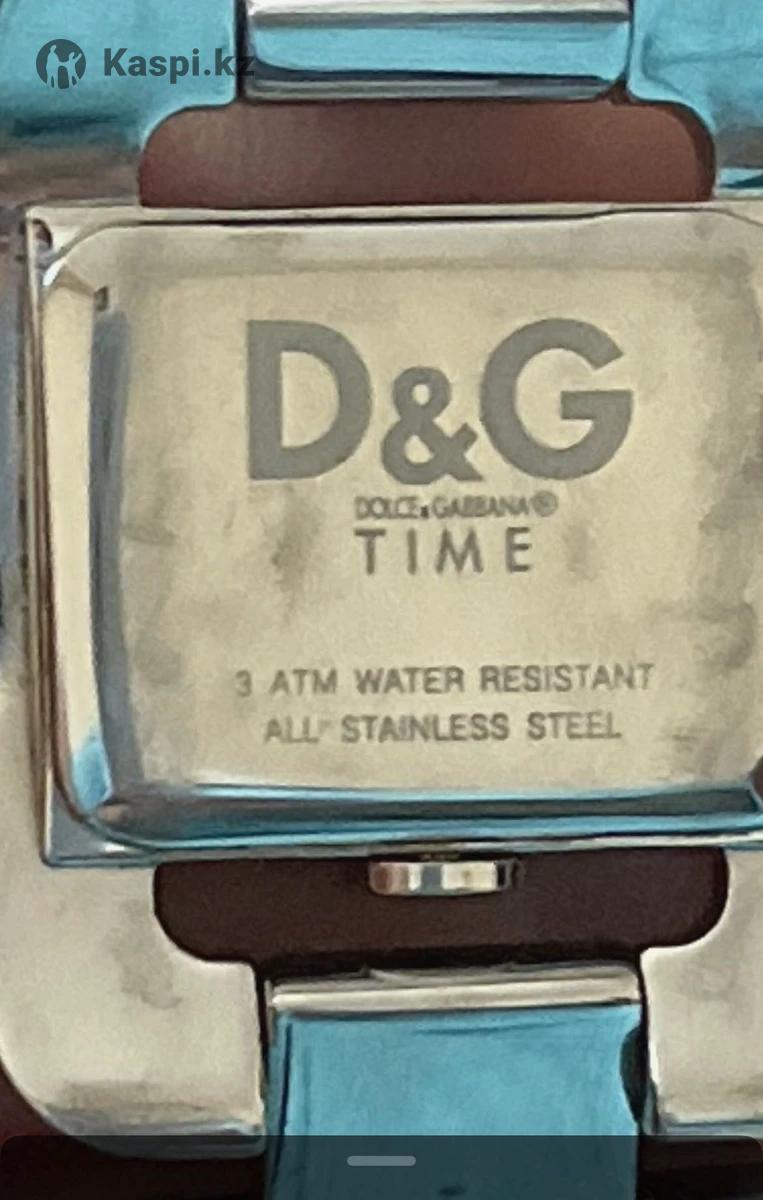 Kaspi.kz
D&G
DOLCE&GABBANA®
TIME
3 ATM WATER RESISTANT
ALL STAINLESS STEEL